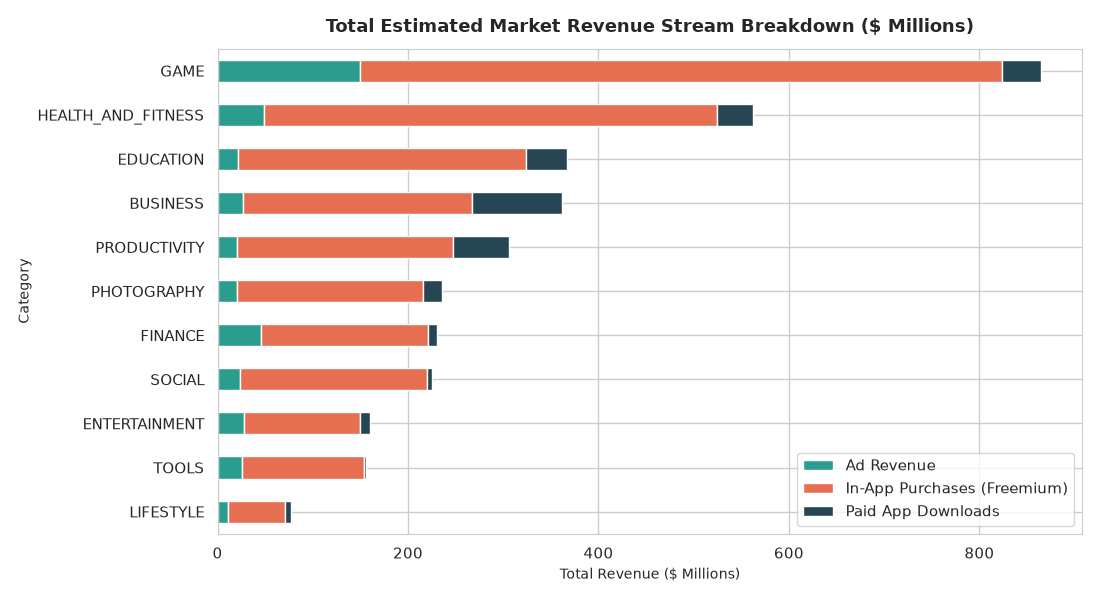 Total Estimated Market Revenue Stream Breakdown ($ Millions)
Category
GAME
HEALTH_AND_FITNESS
EDUCATION
BUSINESS
PRODUCTIVITY
PHOTOGRAPHY
FINANCE
SOCIAL
ENTERTAINMENT
TOOLS
LIFESTYLE
Ad Revenue
In-App Purchases (Freemium)
Paid App Downloads
0 200 400 600 800
Total Revenue ($ Millions)